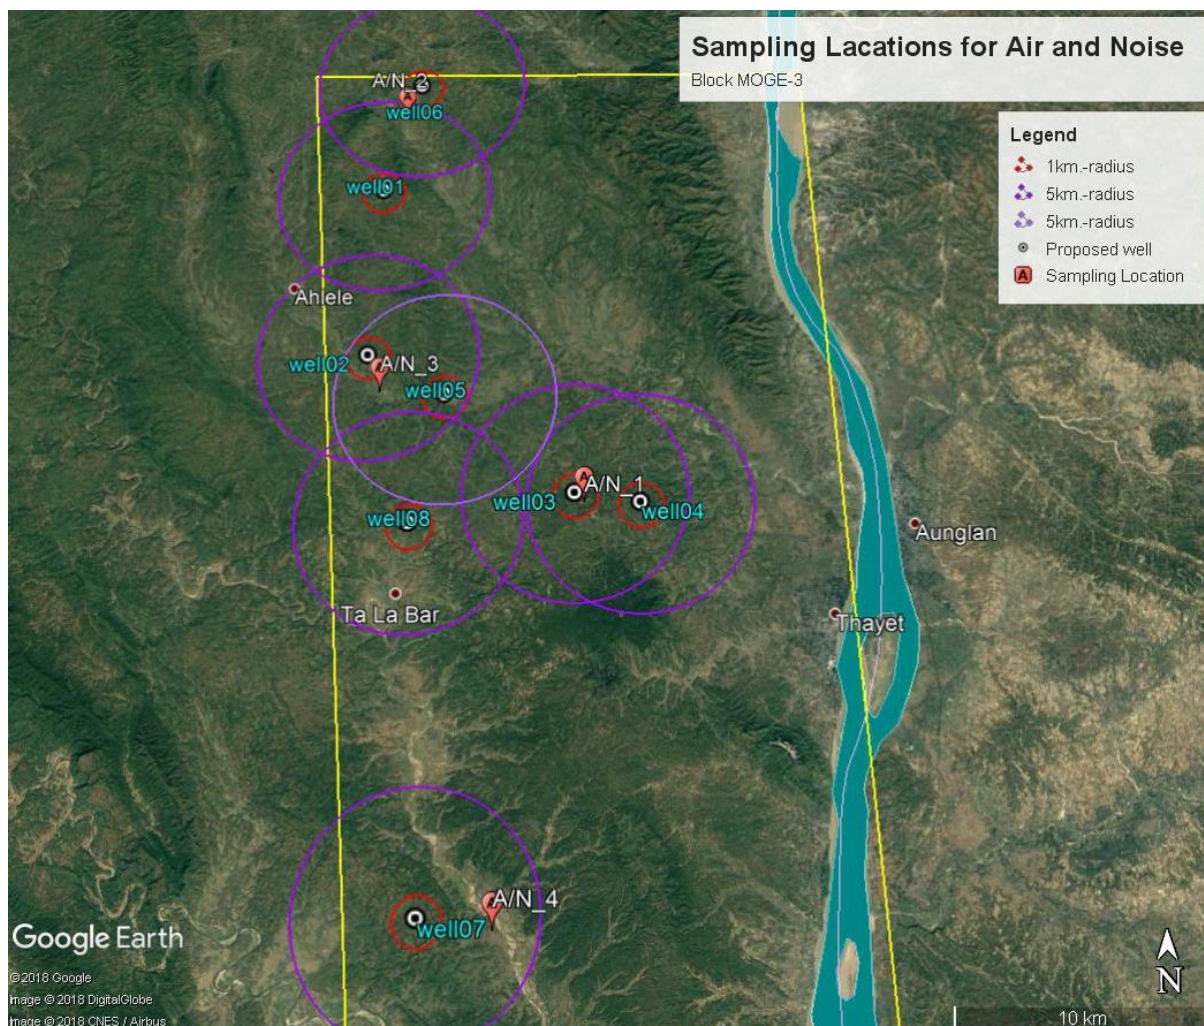 Sampling Lacations for Air and Noise
Block MOGE-3
Legend
1km.-radius
5km.-radius
5km.-radius
Proposed well
A Sampling Location
A/N_2
A
well06
well01
Ahlele
well02
A/N_3
well05
A
A/N_1
well03
well04
well08
Aunglan
Ta La Bar
Thayet
A/N_4
well07
Google Earth
© 2018 Google
Image © 2018 DigitalGlobe
Image © 2018 CNES / Airbus
N
10 km